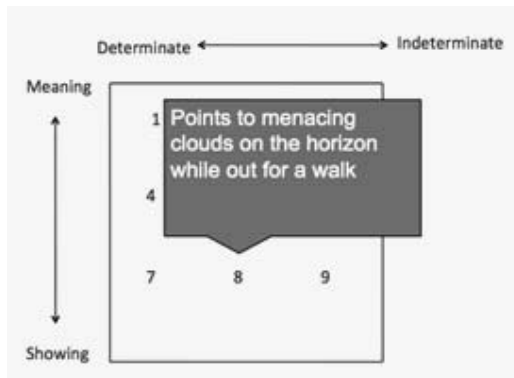 Determinate Indeterminate
Meaning
1 Points to menacing
clouds on the horizon
while out for a walk
4
7 8 9
Showing